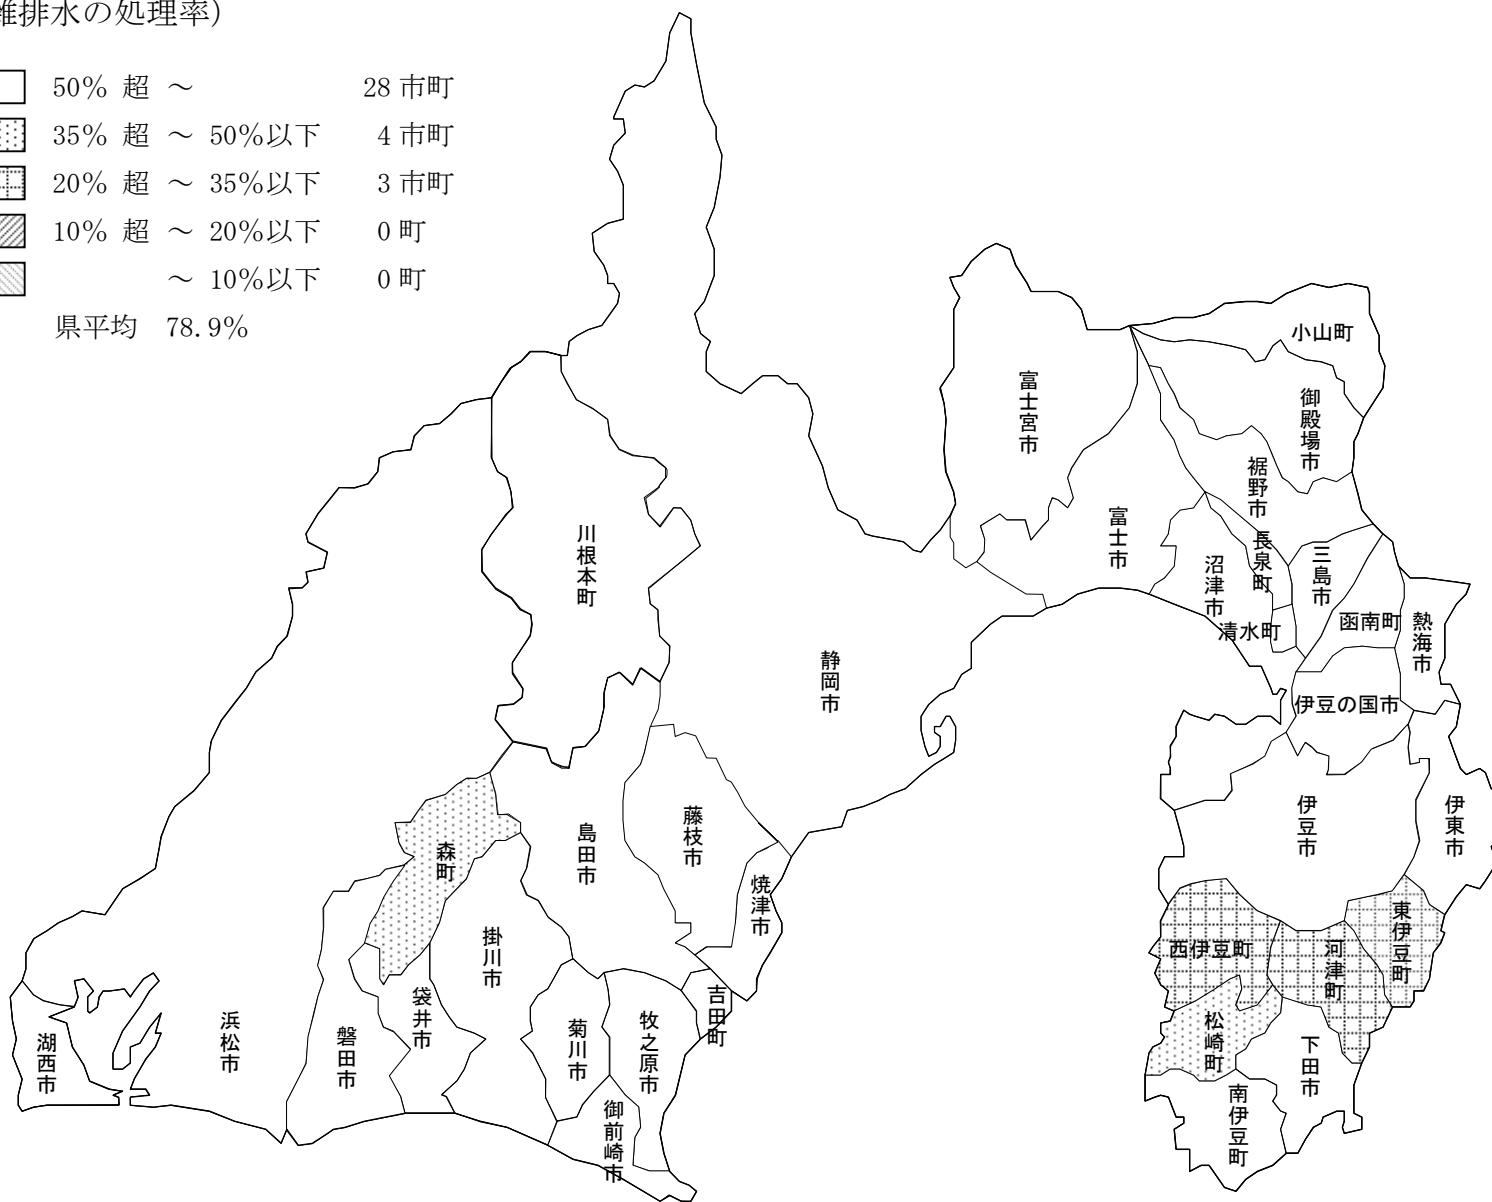 雑排水の処理率)
50% 超 ～ 28 市町
35% 超 ～ 50%以下 4 市町
20% 超 ～ 35%以下 3 市町
10% 超 ～ 20%以下 0 町
～ 10%以下 0 町
県平均 78.9%
小山町
富士宮市
御殿場市
裾野市
富士市
川根本町
長泉町
三島市
沼津市
清水町
函南町
熱海市
静岡市
伊豆の国市
伊豆市
伊東市
藤枝市
島田市
森町
焼津市
東伊豆町
西伊豆町
河津町
掛川市
袋井市
吉田町
浜松市
磐田市
湖西市
菊川市
牧之原市
松崎町
下田市
南伊豆町
御前崎市